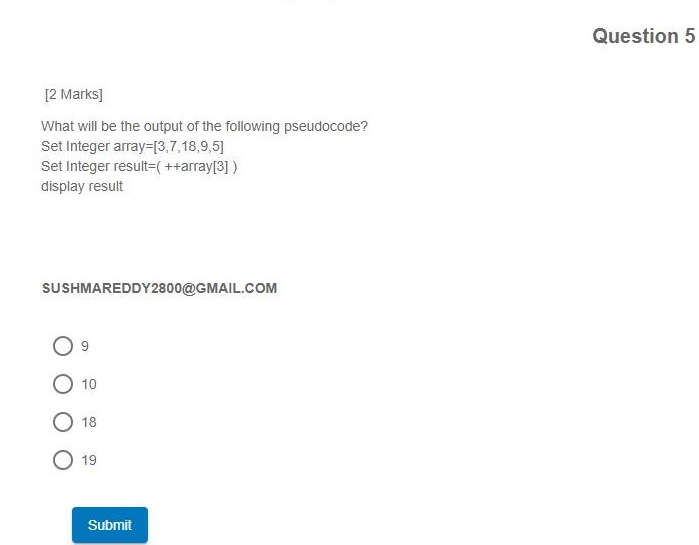 Question 5
[2 Marks]
What will be the output of the following pseudocode?
Set Integer array=[3,7,18,9,5]
Set Integer result=( ++array[3] )
display result
SUSHMAREDDY2800@GMAIL.COM
9
10
18
19
Submit